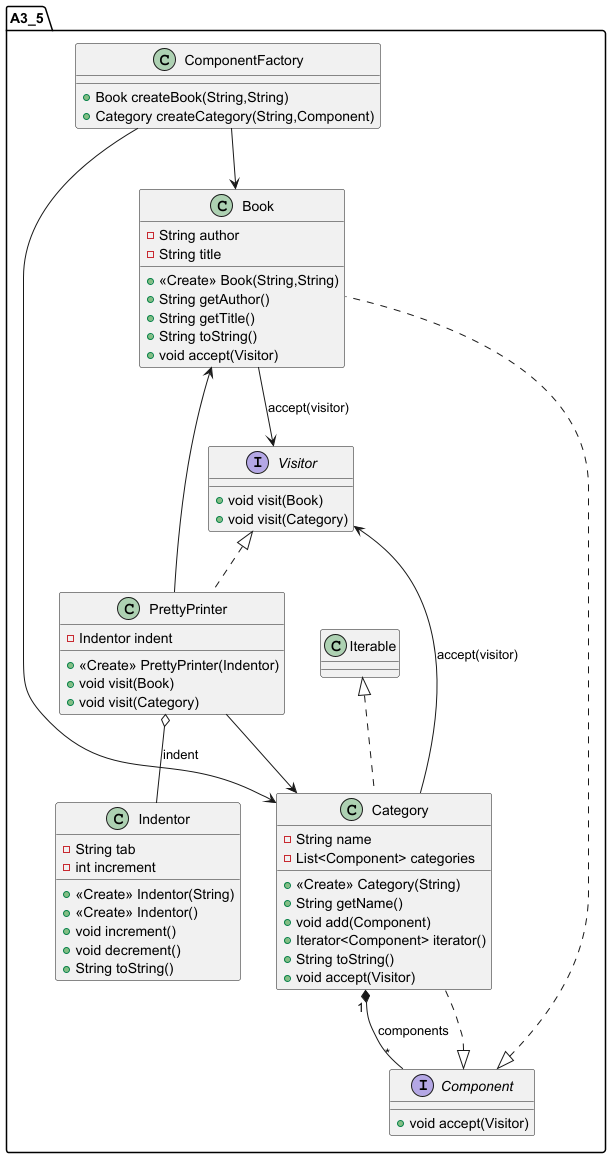 A3_5
C ComponentFactory
Book createBook(String,String)
Category createCategory(String,Component)
C Book
String author
String title
«Create» Book(String,String)
String getAuthor()
String getTitle()
String toString()
void accept(Visitor)
accept(visitor)
I Visitor
void visit(Book)
void visit(Category)
C PrettyPrinter
Indentor indent
«Create» PrettyPrinter(Indentor)
void visit(Book)
void visit(Category)
C Iterable
accept(visitor)
indent
C Indentor
String tab
int increment
«Create» Indentor(String)
«Create» Indentor()
void increment()
void decrement()
String toString()
C Category
String name
List<Component> categories
«Create» Category(String)
String getName()
void add(Component)
Iterator<Component> iterator()
String toString()
void accept(Visitor)
1
components
*
I Component
void accept(Visitor)